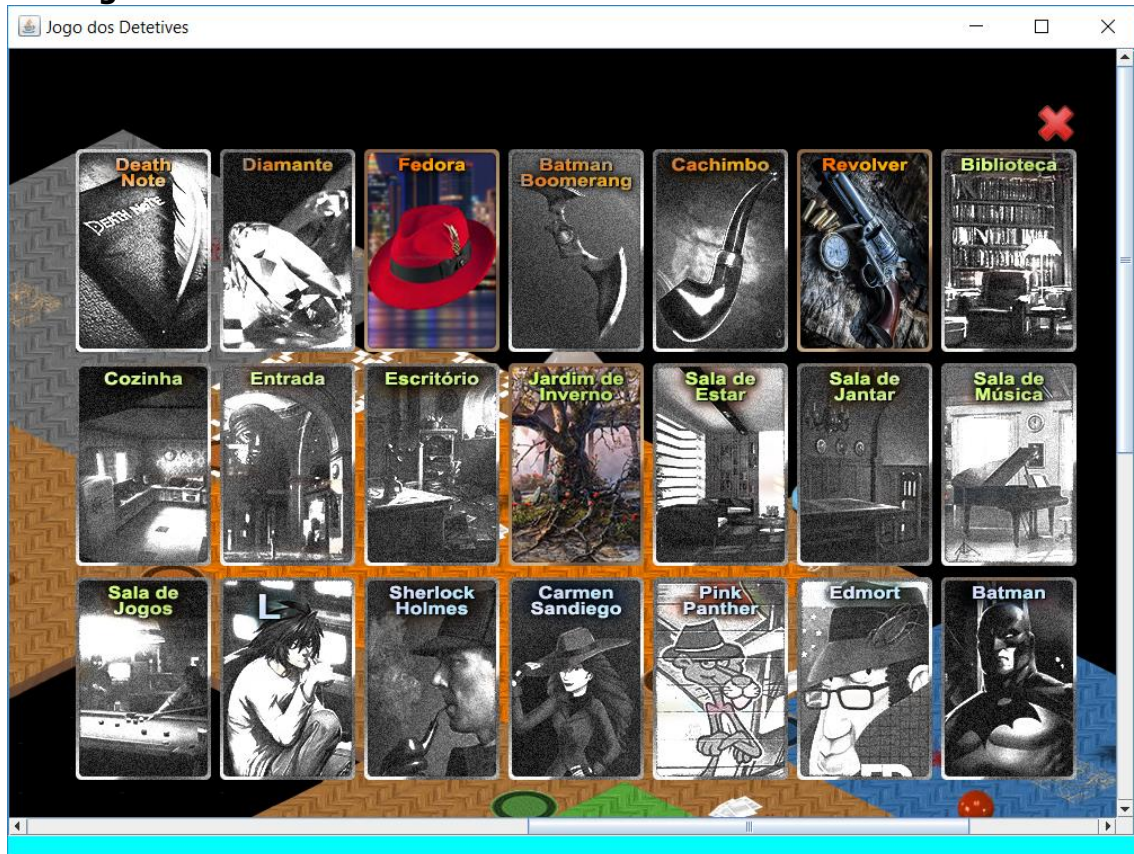 Jogo dos Detetives
Death
Note
Diamante
Fedora
Batman
Boomerang
Cachimbo
Revolver
Biblioteca
DEATH NOTE
Cozinha
Entrada
Escritório
Jardim de
Inverno
Sala de
Estar
Sala de
Jantar
Sala de
Música
Sala de
Jogos
L
Sherlock
Holmes
Carmen
Sandiego
Pink
Panther
Edmort
Batman